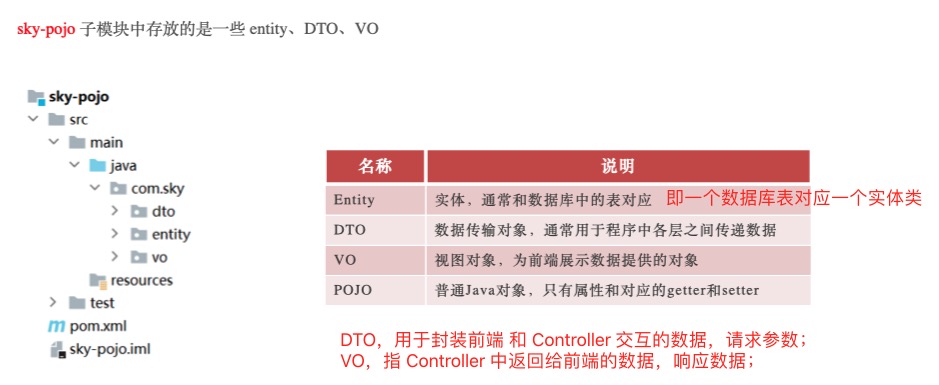 sky-pojo 子模块中存放的是一些 entity、DTO、VO
sky-pojo
src
main
java
com.sky
dto
entity
vo
resources
test
pom.xml
sky-pojo.iml
名称 说明
Entity 实体，通常和数据库中的表对应 即一个数据库表对应一个实体类
DTO 数据传输对象，通常用于程序中各层之间传递数据
VO 视图对象，为前端展示数据提供的对象
POJO 普通Java对象，只有属性和对应的getter和setter
DTO，用于封装前端 和 Controller 交互的数据，请求参数；
VO，指 Controller 中返回给前端的数据，响应数据；